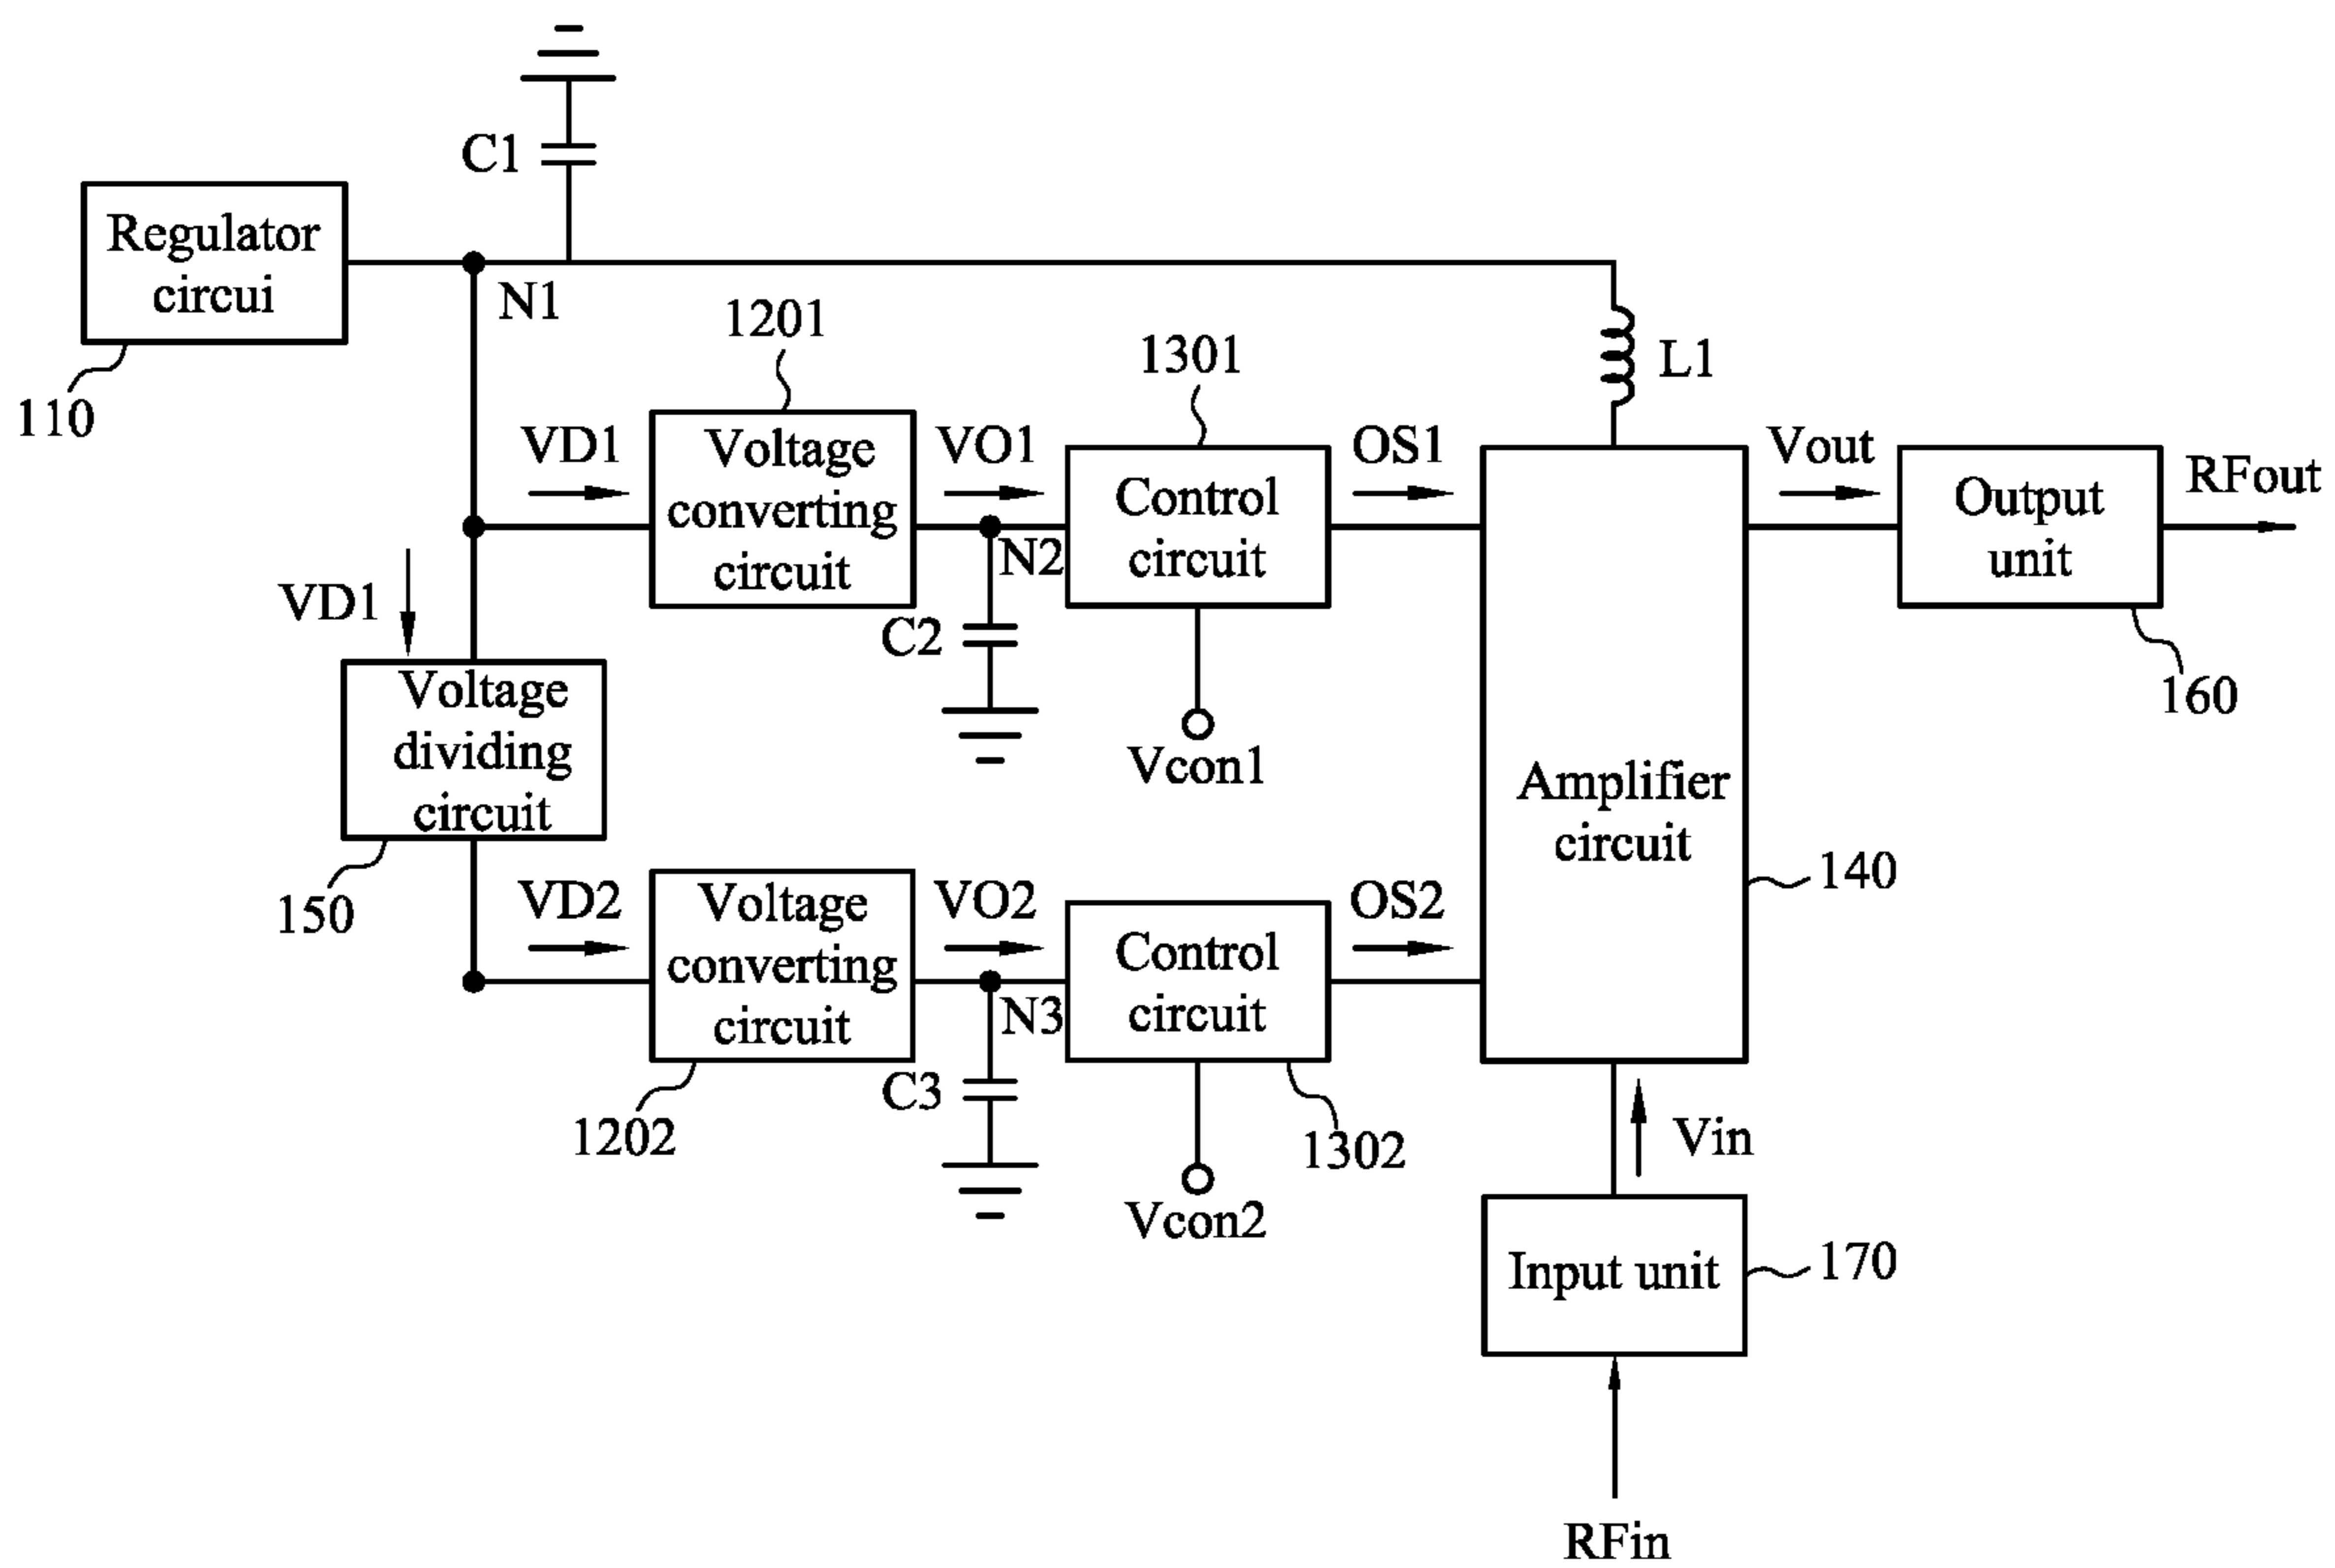 C1
Regulator
circui
N1
110
1201
1301
L1
VD1
Voltage
converting
circuit
VO1
N2
C2
Control
circuit
OS1
Vcon1
Vout
Output
unit
RFout
160
VD1
Voltage
dividing
circuit
150
Amplifier
circuit
140
VD2
Voltage
converting
circuit
1202
VO2
N3
C3
Control
circuit
1302
OS2
Vcon2
Vin
Input unit
170
RFin